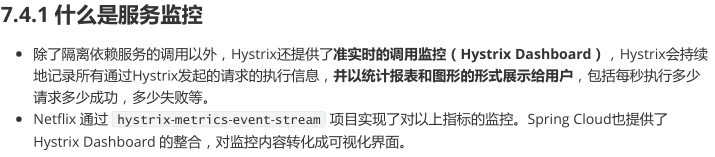 7.4.1 什么是服务监控
• 除了隔离依赖服务的调用以外，Hystrix还提供了准实时的调用监控（Hystrix Dashboard），Hystrix会持续
地记录所有通过Hystrix发起的请求的执行信息，并以统计报表和图形的形式展示给用户，包括每秒执行多少
请求多少成功，多少失败等。
• Netflix 通过 hystrix-metrics-event-stream 项目实现了对以上指标的监控。Spring Cloud也提供了
Hystrix Dashboard 的整合，对监控内容转化成可视化界面。